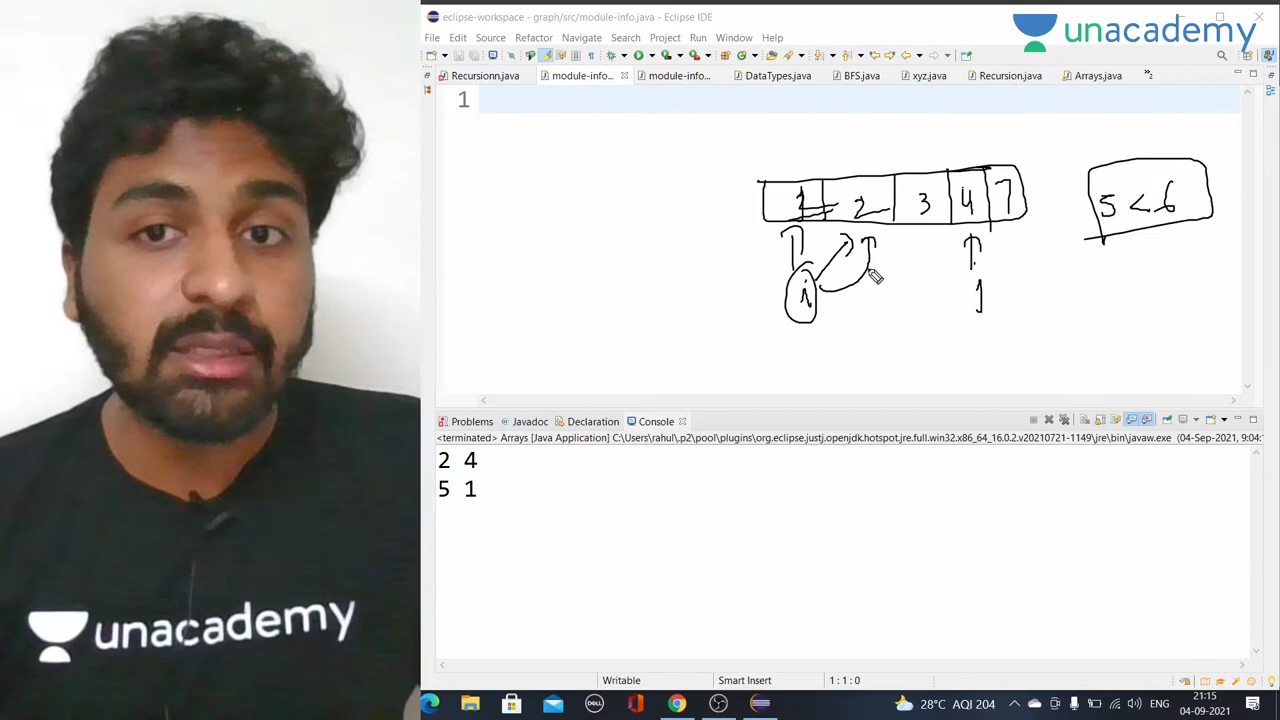 eclipse-workspace - graph/src/module-info.java - Eclipse IDE
unacademy
File Edit Source Refactor Navigate Search Project Run Window Help
Recursionn.java module-info... module-info... DataTypes.java BFS.java xyz.java Recursion.java Arrays.java
1
1 2 3 4 7
5 < 6
i j
Problems Javadoc Declaration Console
<terminated> Arrays [Java Application] C:\Users\rahul\.p2\pool\plugins\org.eclipse.justj.openjdk.hotspot.jre.full.win32.x86_64_16.0.2.v20210721-1149\jre\bin\javaw.exe (04-Sep-2021, 9:04:
2 4
5 1
unacademy
Writable Smart Insert 1 : 1 : 0
28°C AQI 204 ENG 21:15
04-09-2021